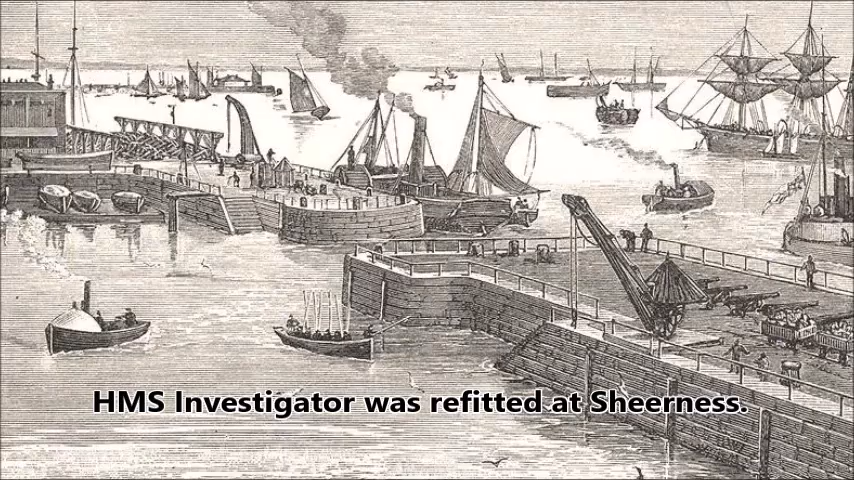 HMS Investigator was refitted at Sheerness.